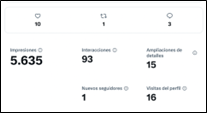 10 1 3
Impresiones Interacciones Ampliaciones de detalles
5.635 93 15
Nuevos seguidores Visitas del perfil
1 16